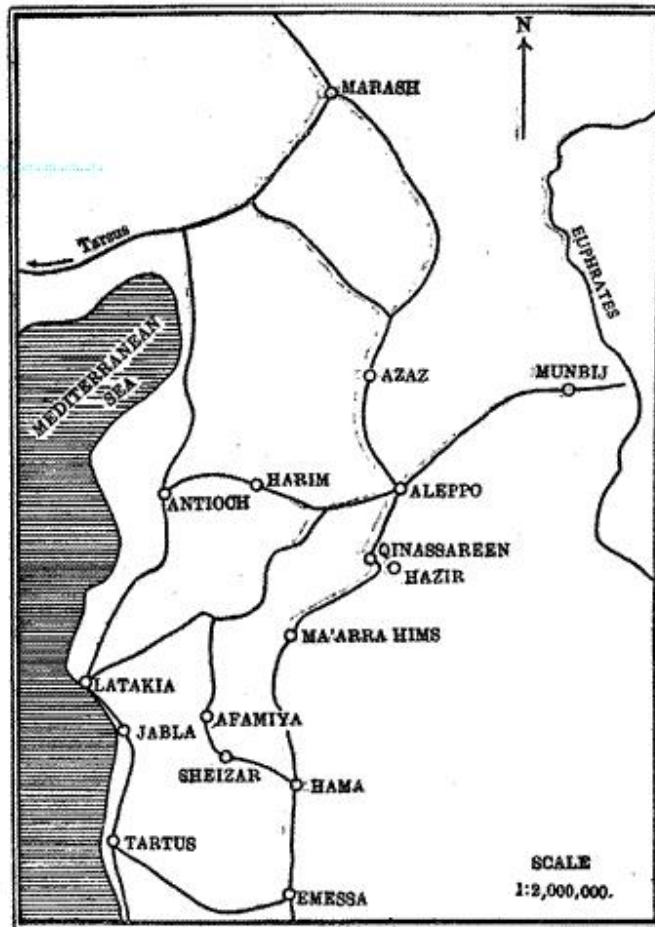 N
MARASH
Tarsus
EUPHRATES
MEDITERRANEAN
SEA
AZAZ
MUNBIJ
HARIM
ANTIOCH
ALEPPO
QINASSAREEN
HAZIR
MA'ARRA HIMS
LATAKIA
AFAMIYA
JABLA
SHEIZAR
HAMA
TARTUS
SCALE
1:2,000,000.
EMESSA